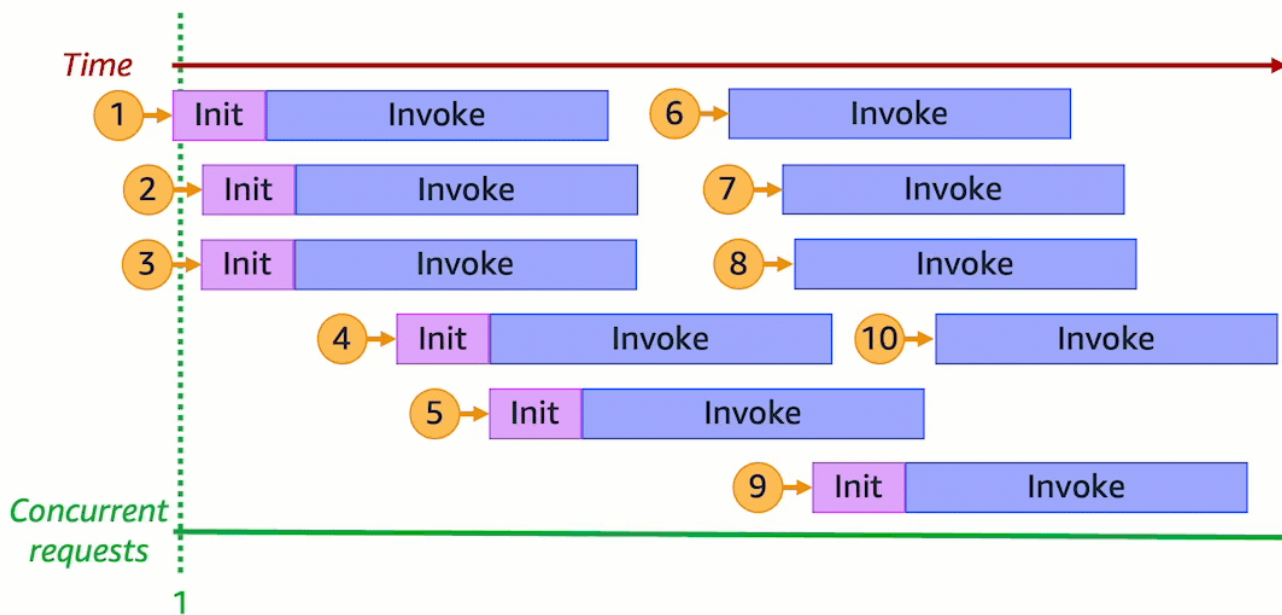 Time
1 Init Invoke 6 Invoke
2 Init Invoke 7 Invoke
3 Init Invoke 8 Invoke
4 Init Invoke 10 Invoke
5 Init Invoke
9 Init Invoke
Concurrent
requests
1